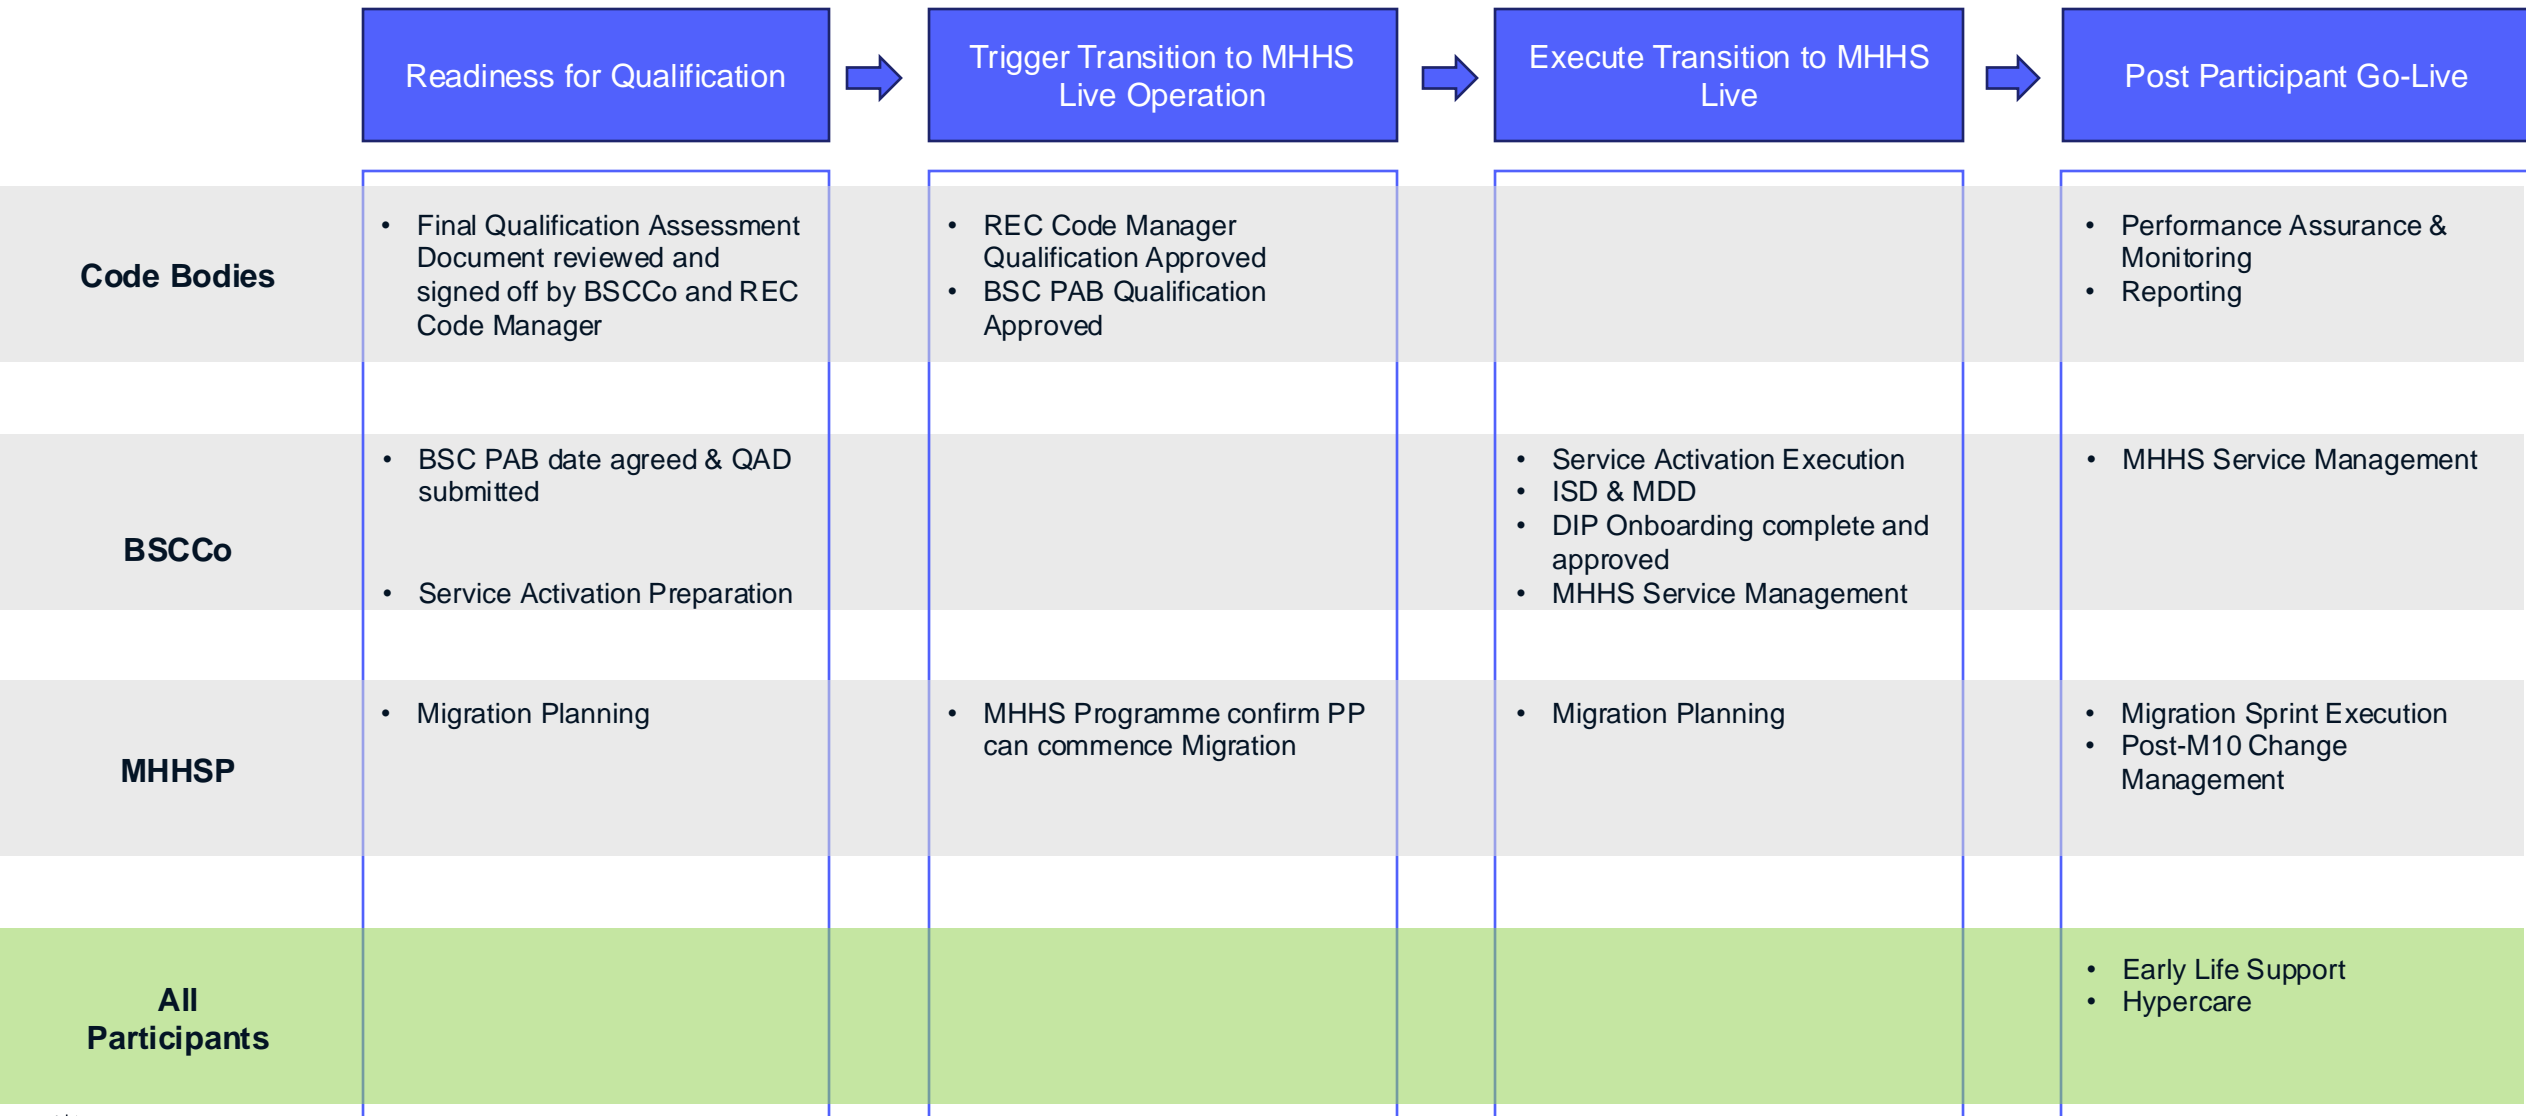 Readiness for Qualification
Trigger Transition to MHHS
Live Operation
Execute Transition to MHHS
Live
Post Participant Go-Live
Code Bodies
• Final Qualification Assessment
Document reviewed and
signed off by BSCCo and REC
Code Manager
• REC Code Manager
Qualification Approved
• BSC PAB Qualification
Approved
• Performance Assurance &
Monitoring
• Reporting
BSCCo
• BSC PAB date agreed & QAD
submitted
• Service Activation Preparation
• Service Activation Execution
• ISD & MDD
• DIP Onboarding complete and
approved
• MHHS Service Management
• MHHS Service Management
MHHSP
• Migration Planning
• MHHS Programme confirm PP
can commence Migration
• Migration Planning
• Migration Sprint Execution
• Post-M10 Change
Management
All
Participants
• Early Life Support
• Hypercare